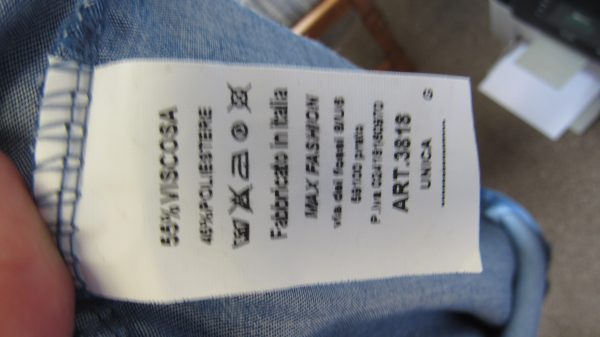 55%VISCOSA
45%POLIESTERE
Fabbricato in Italia
MAX FASHION
via dei fossi
59100 prato
P.iva
ART.3818
UNICA
G